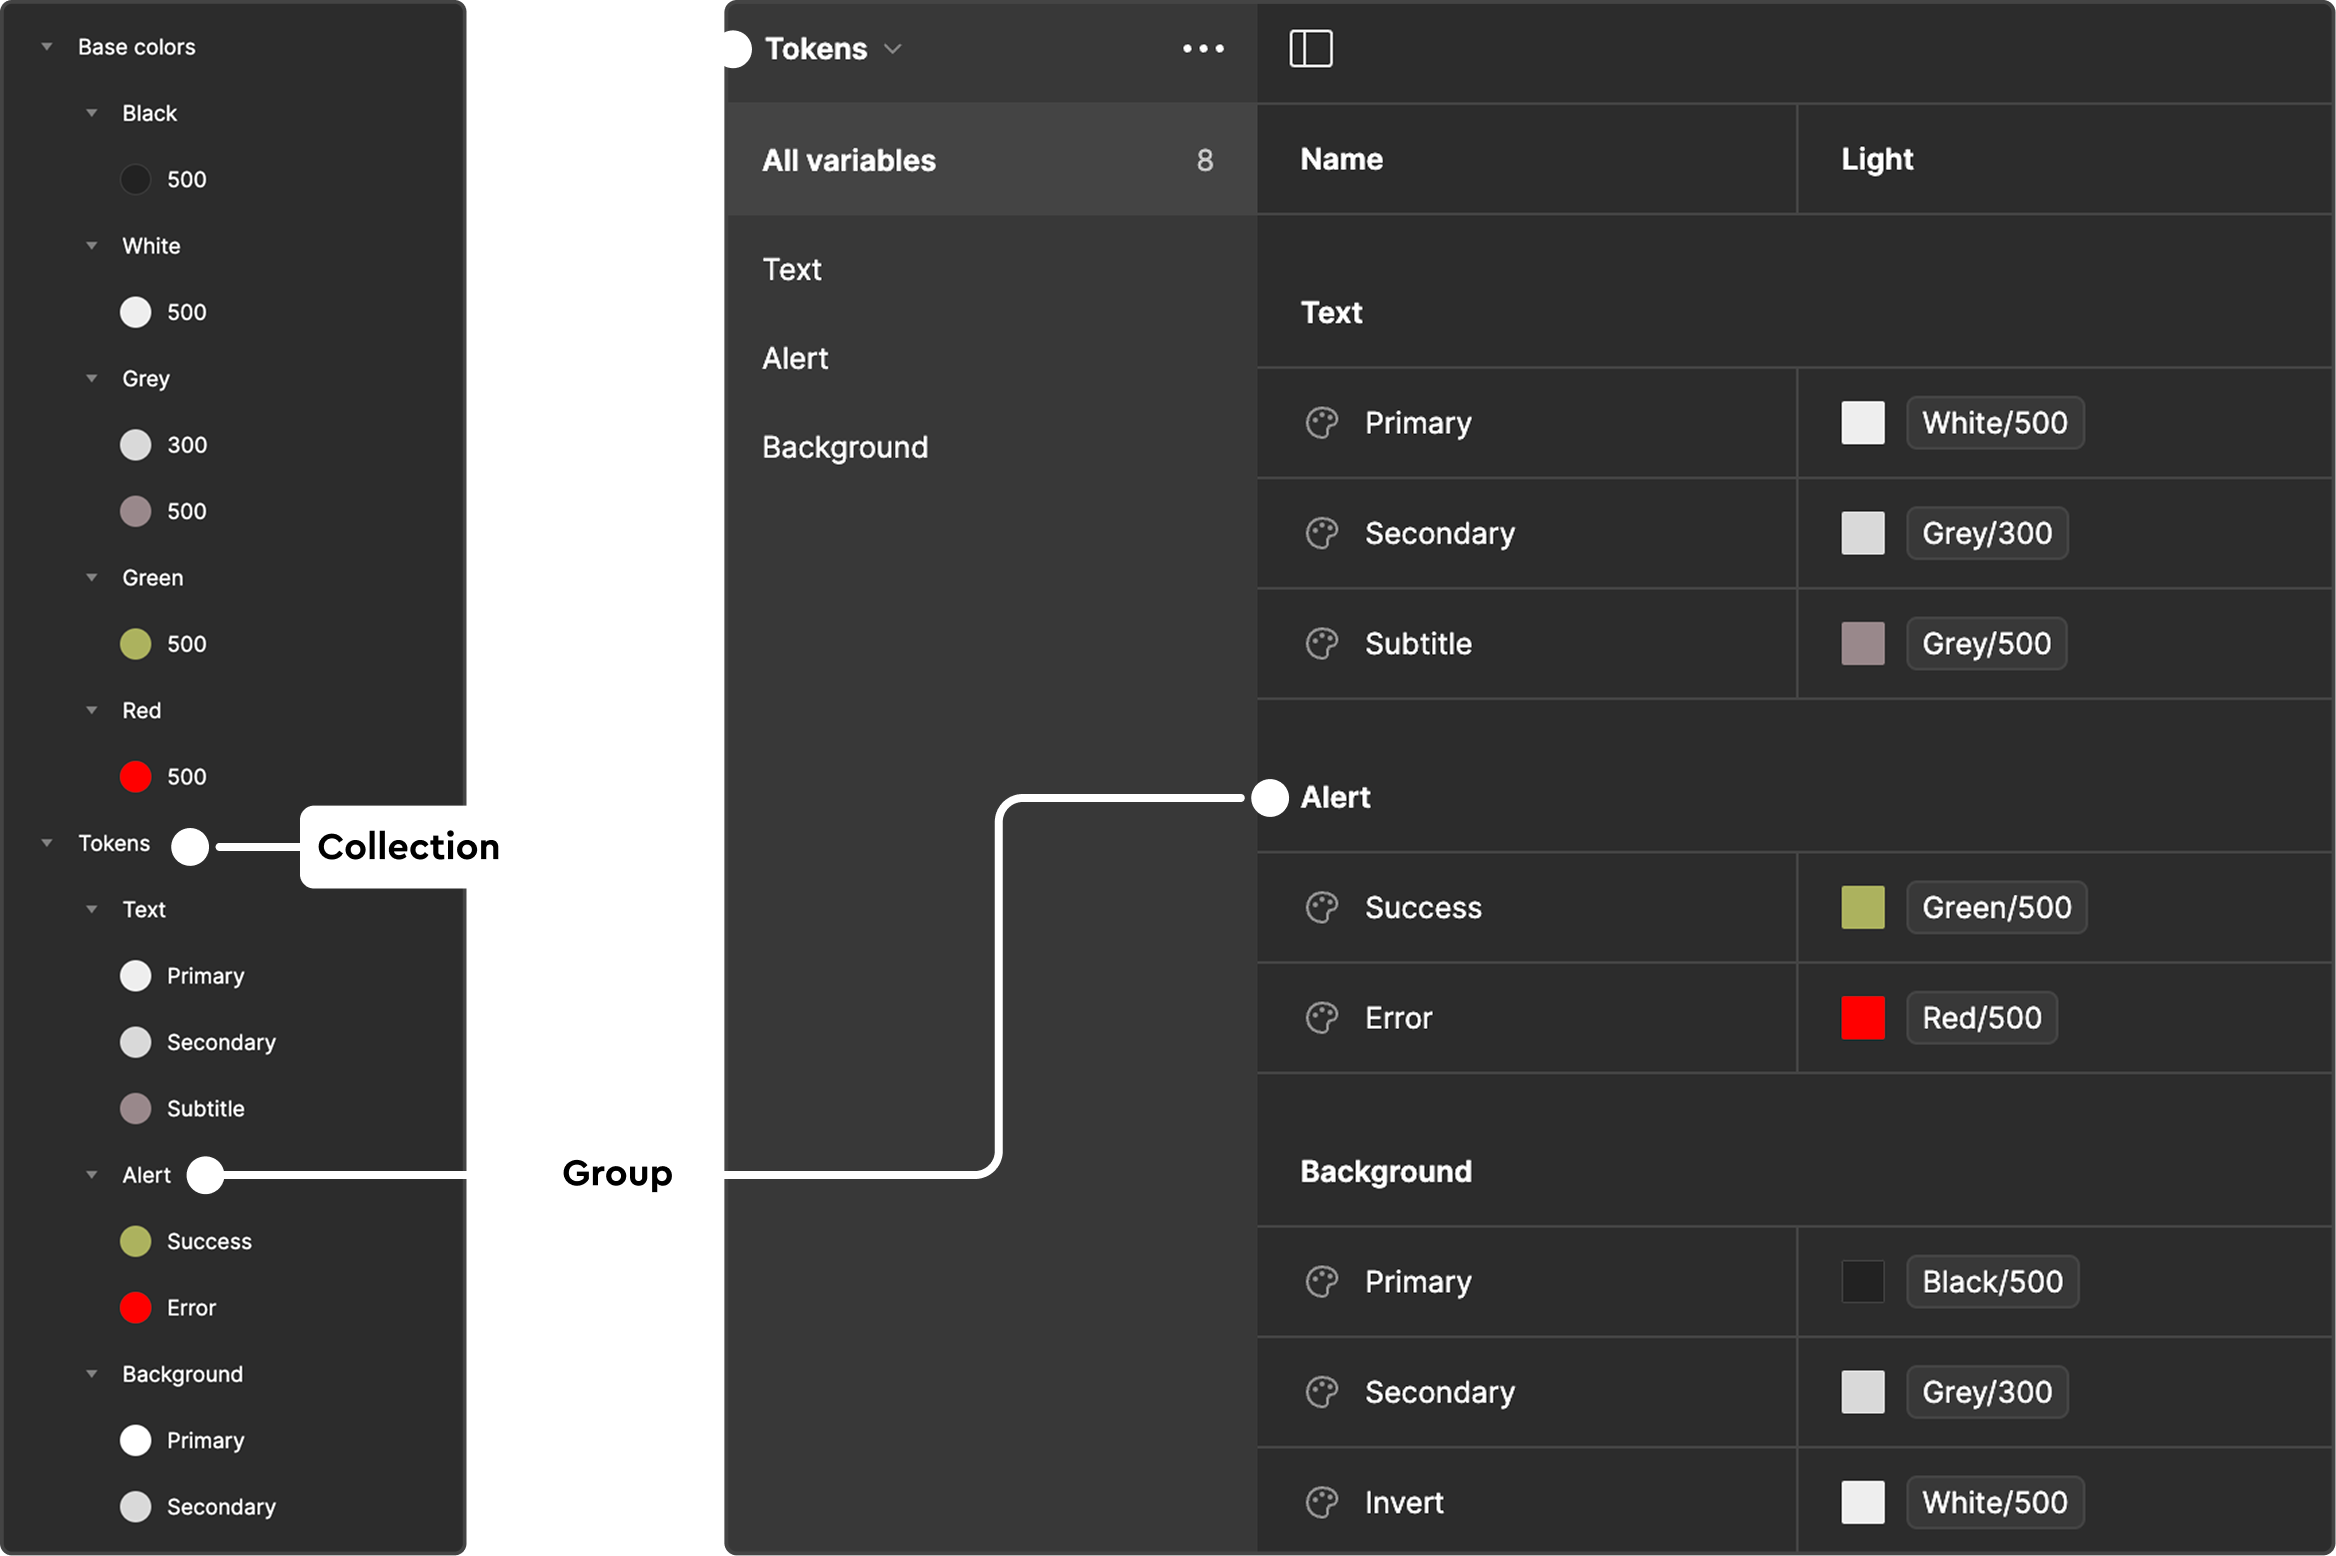 Base colors
Black
500
White
500
Grey
300
500
Green
500
Red
500
Tokens
Collection
Text
Primary
Secondary
Subtitle
Alert
Group
Success
Error
Background
Primary
Secondary
Tokens
All variables 8
Text
Alert
Background
Name Light
Text
Primary White/500
Secondary Grey/300
Subtitle Grey/500
Alert
Success Green/500
Error Red/500
Background
Primary Black/500
Secondary Grey/300
Invert White/500